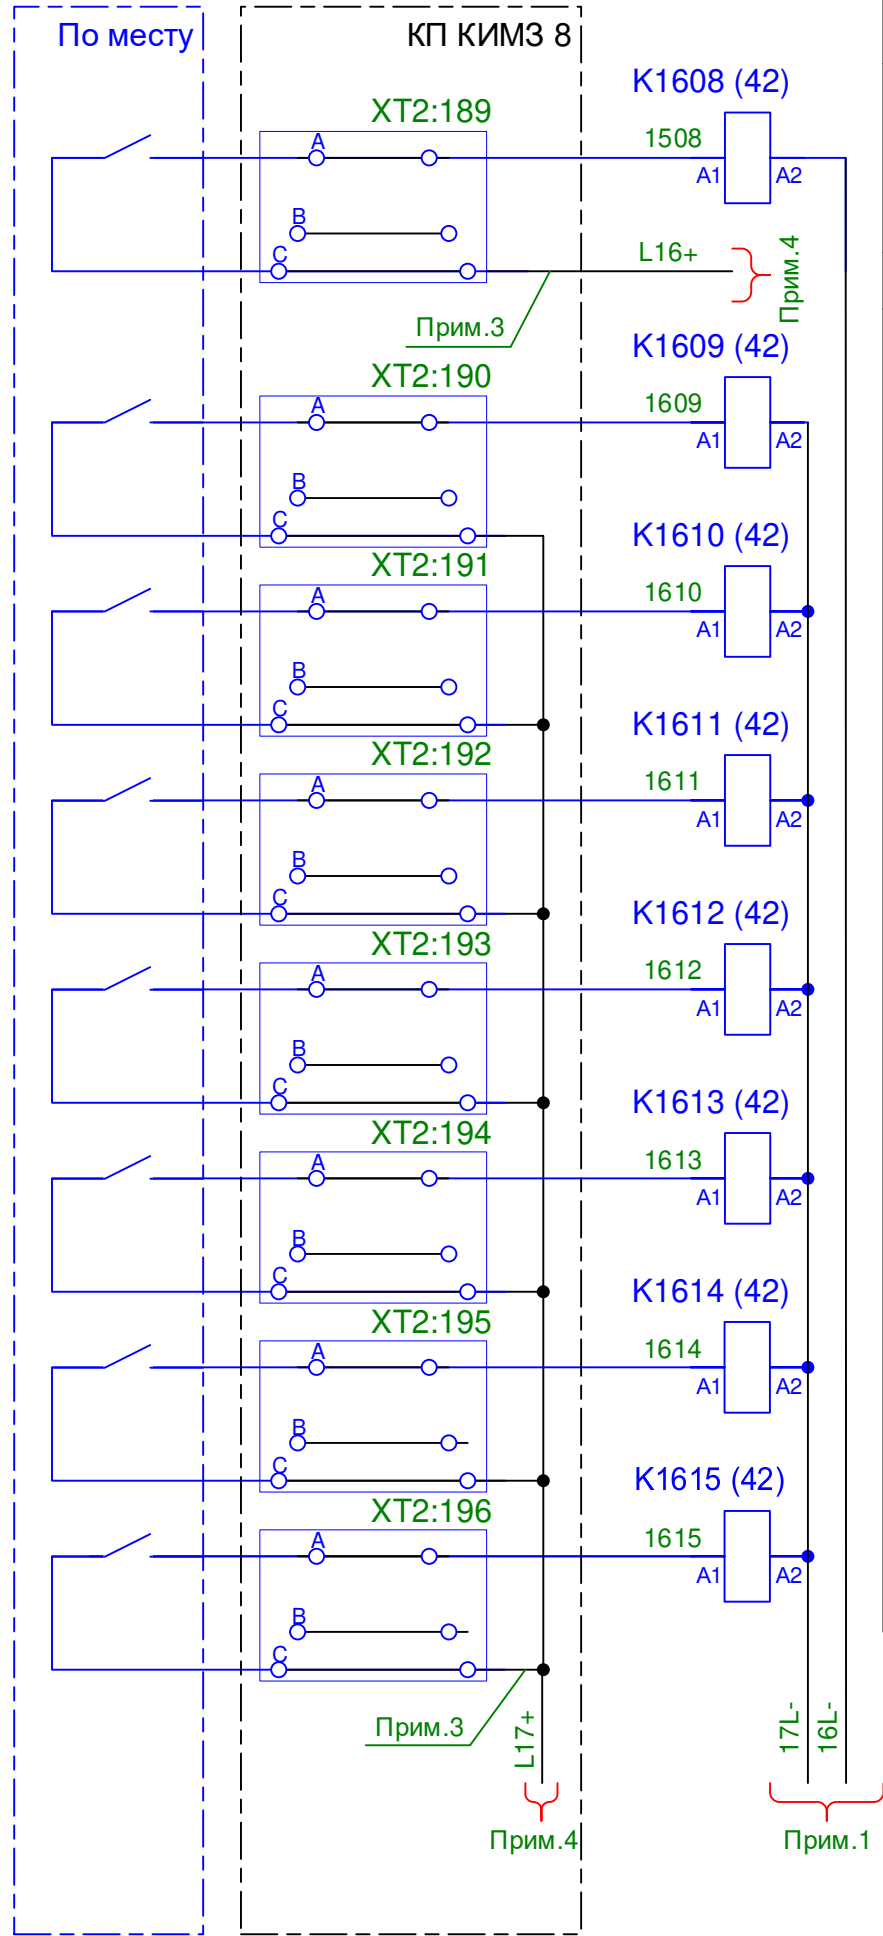 По месту
КП КИМЗ 8
K1608 (42)
XT2:189
1508
A
A1
A2
B
C
L16+
Прим.4
Прим.3
K1609 (42)
XT2:190
1609
A
A1
A2
B
C
K1610 (42)
XT2:191
1610
A
A1
A2
B
C
K1611 (42)
XT2:192
1611
A
A1
A2
B
C
K1612 (42)
XT2:193
1612
A
A1
A2
B
C
K1613 (42)
XT2:194
1613
A
A1
A2
B
C
K1614 (42)
XT2:195
1614
A
A1
A2
B
C
K1615 (42)
XT2:196
1615
A
A1
A2
B
C
Прим.3
L17+
17L-
16L-
Прим.4
Прим.1